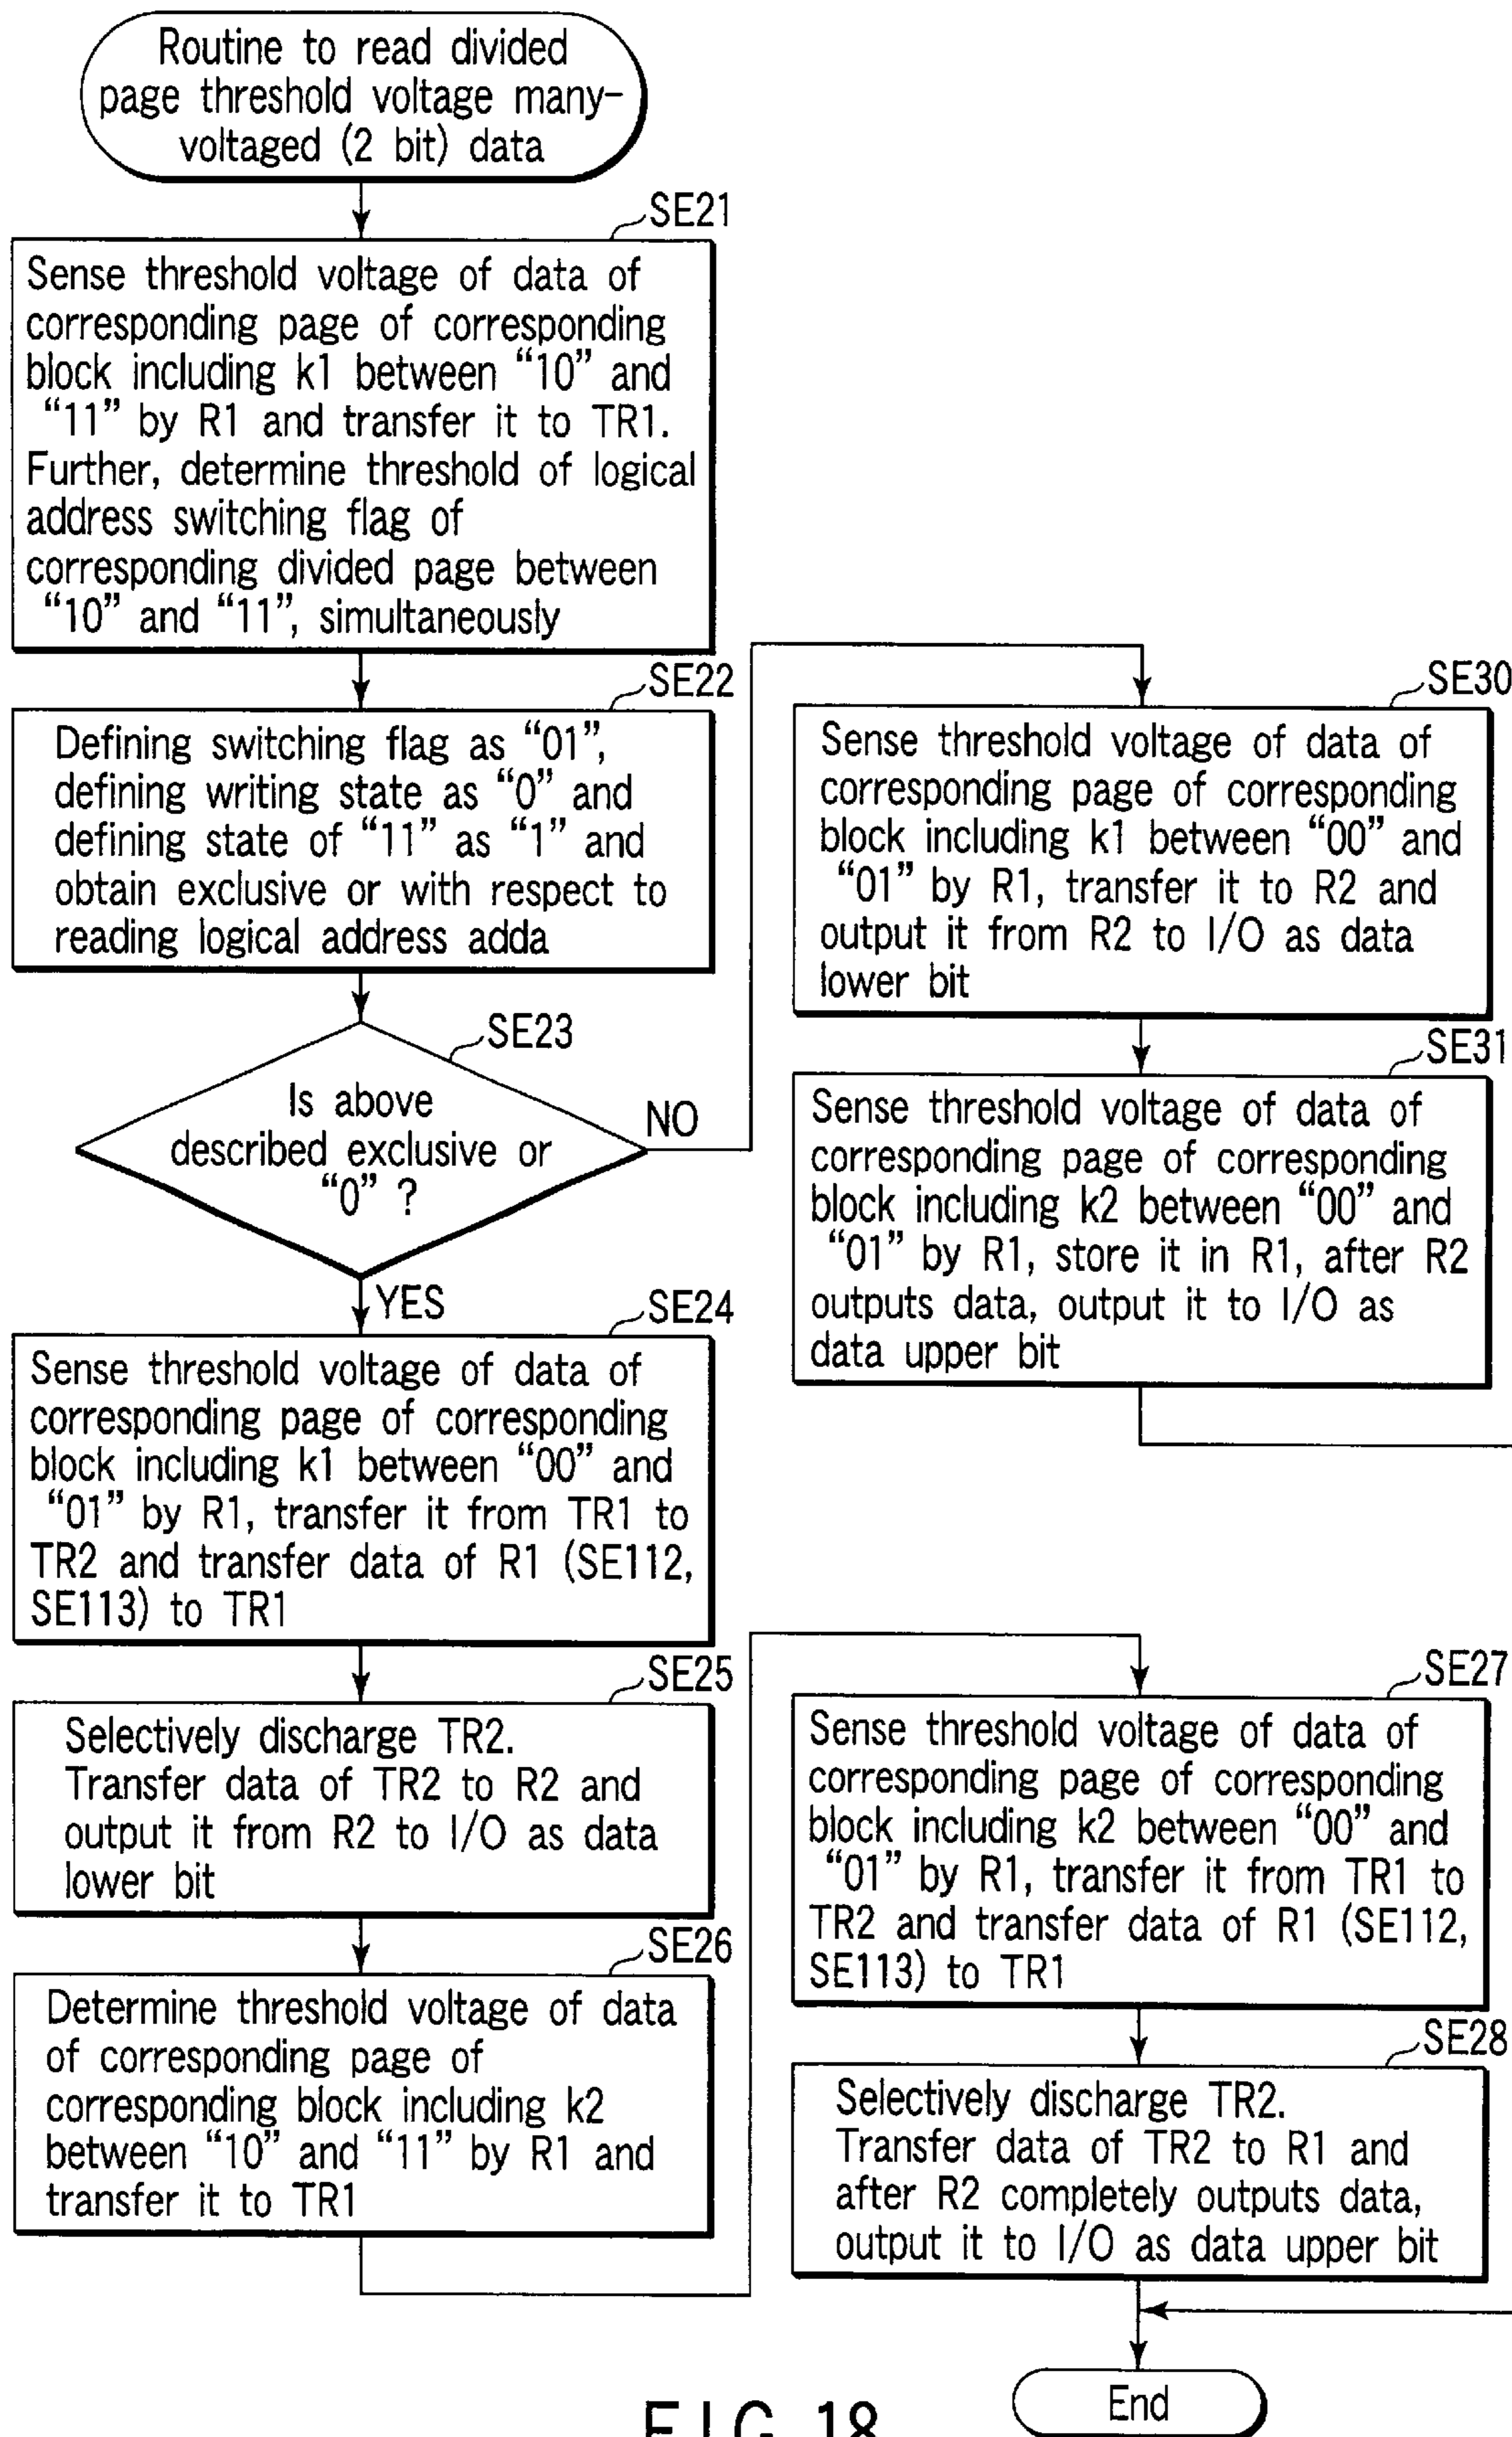 Routine to read divided
page threshold voltage many-
voltaged (2 bit) data
SE21
Sense threshold voltage of data of
corresponding page of corresponding
block including k1 between “10” and
“11” by R1 and transfer it to TR1.
Further, determine threshold of logical
address switching flag of
corresponding divided page between
“10” and “11”, simultaneously
SE22
Defining switching flag as “01”,
defining writing state as “0” and
defining state of “11” as “1” and
obtain exclusive or with respect to
reading logical address adda
SE23
Is above
described exclusive or
“0” ?
NO
YES
SE24
Sense threshold voltage of data of
corresponding page of corresponding
block including k1 between “00” and
“01” by R1, transfer it from TR1 to
TR2 and transfer data of R1 (SE112,
SE113) to TR1
SE25
Selectively discharge TR2.
Transfer data of TR2 to R2 and
output it from R2 to I/O as data
lower bit
SE26
Determine threshold voltage of data
of corresponding page of
corresponding block including k2
between “10” and “11” by R1 and
transfer it to TR1
SE30
Sense threshold voltage of data of
corresponding page of corresponding
block including k1 between “00” and
“01” by R1, transfer it to R2 and
output it from R2 to I/O as data
lower bit
SE31
Sense threshold voltage of data of
corresponding page of corresponding
block including k2 between “00” and
“01” by R1, store it in R1, after R2
outputs data, output it to I/O as
data upper bit
SE27
Sense threshold voltage of data of
corresponding page of corresponding
block including k2 between “00” and
“01” by R1, transfer it from TR1 to
TR2 and transfer data of R1 (SE112,
SE113) to TR1
SE28
Selectively discharge TR2.
Transfer data of TR2 to R1 and
after R2 completely outputs data,
output it to I/O as data upper bit
End
FIG. 18